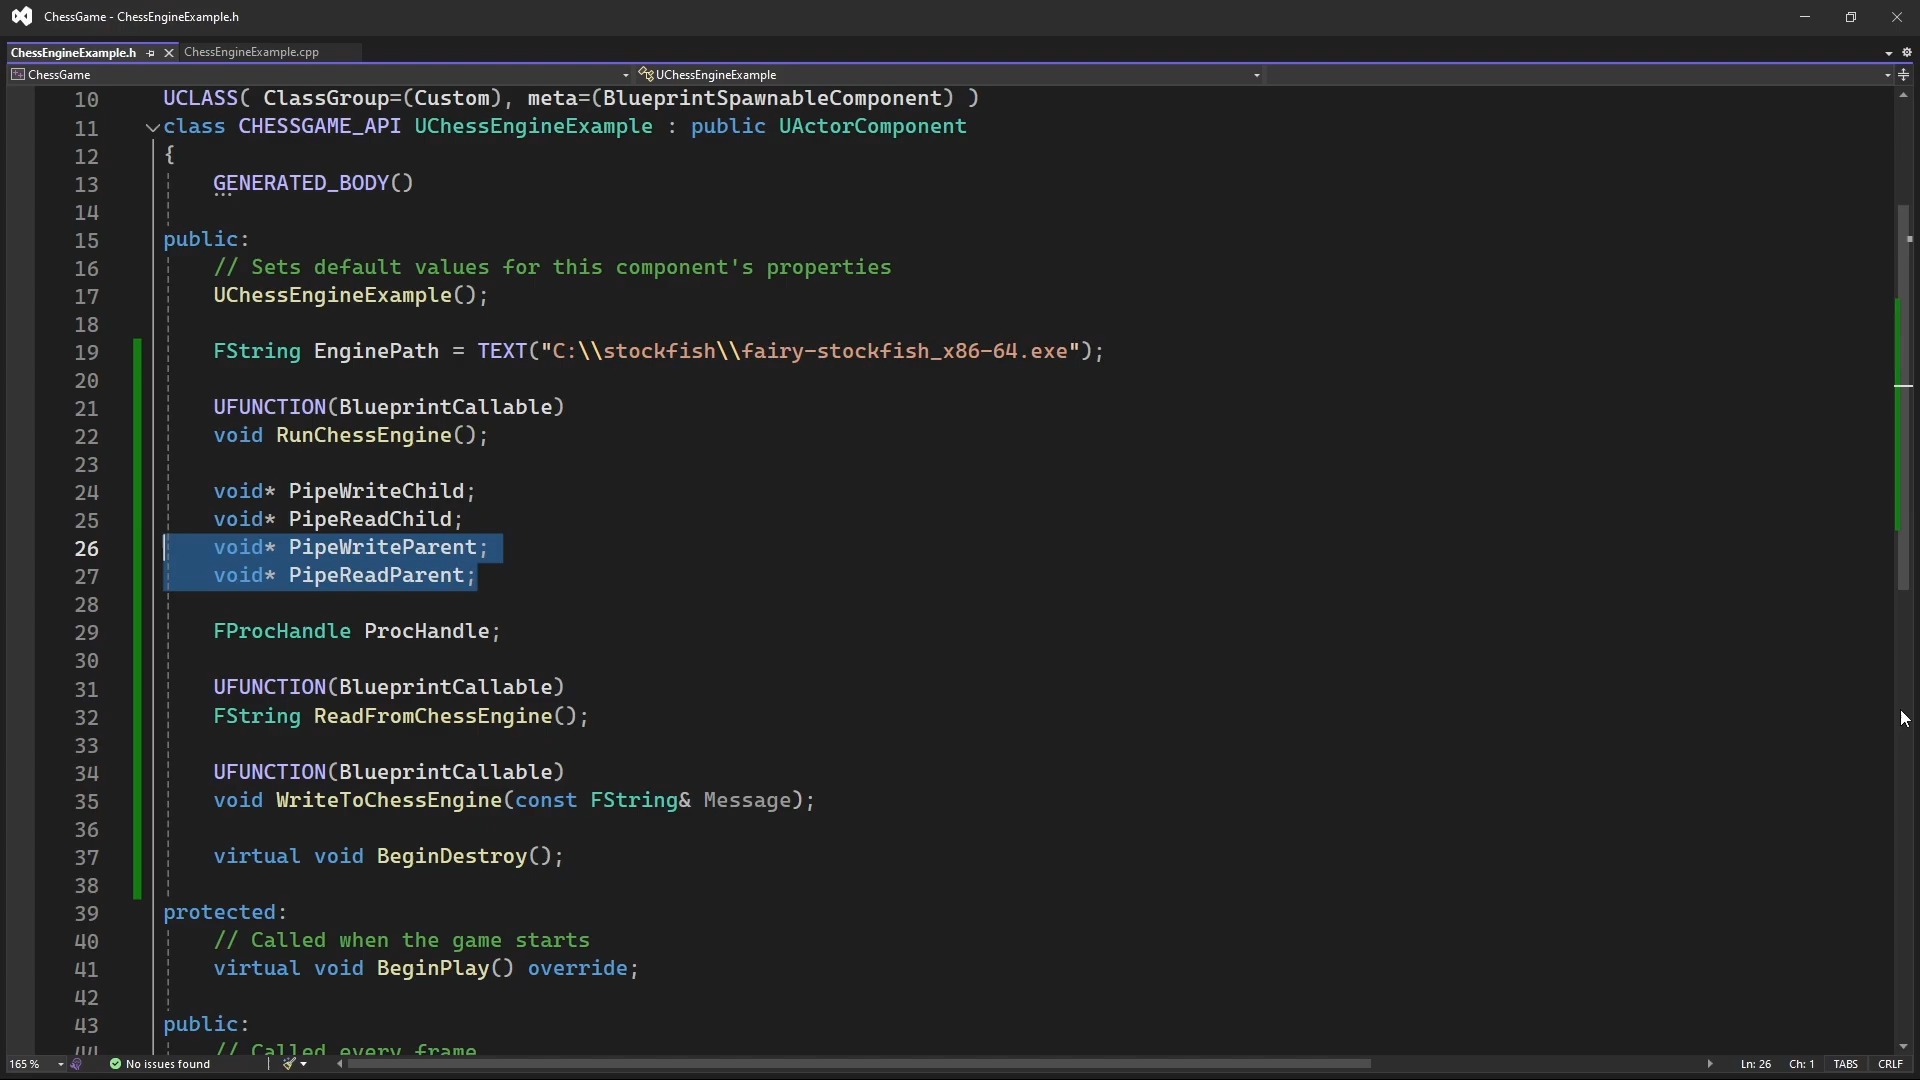 ChessGame - ChessEngineExample.h
ChessEngineExample.h ChessEngineExample.cpp
ChessGame UChessEngineExample
10 UCLASS( ClassGroup=(Custom), meta=(BlueprintSpawnableComponent) )
11 class CHESSGAME_API UChessEngineExample : public UActorComponent
12 {
13 GENERATED_BODY()
14
15 public:
16 // Sets default values for this component's properties
17 UChessEngineExample();
18
19 FString EnginePath = TEXT("C:\\stockfish\\fairy-stockfish_x86-64.exe");
20
21 UFUNCTION(BlueprintCallable)
22 void RunChessEngine();
23
24 void* PipeWriteChild;
25 void* PipeReadChild;
26 void* PipeWriteParent;
27 void* PipeReadParent;
28
29 FProcHandle ProcHandle;
30
31 UFUNCTION(BlueprintCallable)
32 FString ReadFromChessEngine();
33
34 UFUNCTION(BlueprintCallable)
35 void WriteToChessEngine(const FString& Message);
36
37 virtual void BeginDestroy();
38
39 protected:
40 // Called when the game starts
41 virtual void BeginPlay() override;
42
43 public:
44 // Called every frame
165 % No issues found Ln: 26 Ch: 1 TABS CRLF